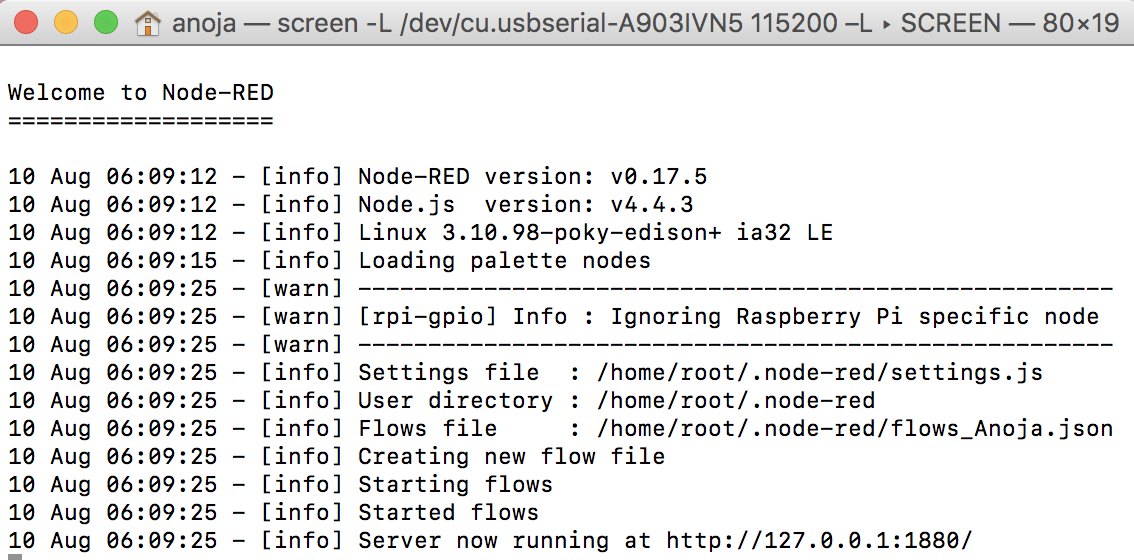 anoja — screen -L /dev/cu.usbserial-A903IVN5 115200 –L ▸ SCREEN — 80×19
Welcome to Node-RED
===================
10 Aug 06:09:12 - [info] Node-RED version: v0.17.5
10 Aug 06:09:12 - [info] Node.js  version: v4.4.3
10 Aug 06:09:12 - [info] Linux 3.10.98-poky-edison+ ia32 LE
10 Aug 06:09:15 - [info] Loading palette nodes
10 Aug 06:09:25 - [warn] ------------------------------------------------------
10 Aug 06:09:25 - [warn] [rpi-gpio] Info : Ignoring Raspberry Pi specific node
10 Aug 06:09:25 - [warn] ------------------------------------------------------
10 Aug 06:09:25 - [info] Settings file  : /home/root/.node-red/settings.js
10 Aug 06:09:25 - [info] User directory : /home/root/.node-red
10 Aug 06:09:25 - [info] Flows file     : /home/root/.node-red/flows_Anoja.json
10 Aug 06:09:25 - [info] Creating new flow file
10 Aug 06:09:25 - [info] Starting flows
10 Aug 06:09:25 - [info] Started flows
10 Aug 06:09:25 - [info] Server now running at http://127.0.0.1:1880/